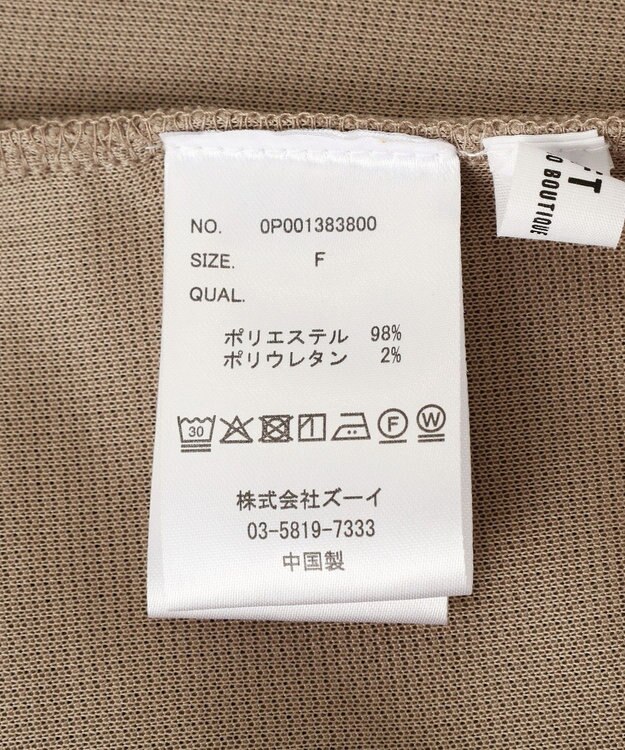 NO. 0P001383800
SIZE. F
QUAL.
ポリエステル 98%
ポリウレタン 2%
30 F W
株式会社ズーイ
03-5819-7333
中国製
BOUTIQUE